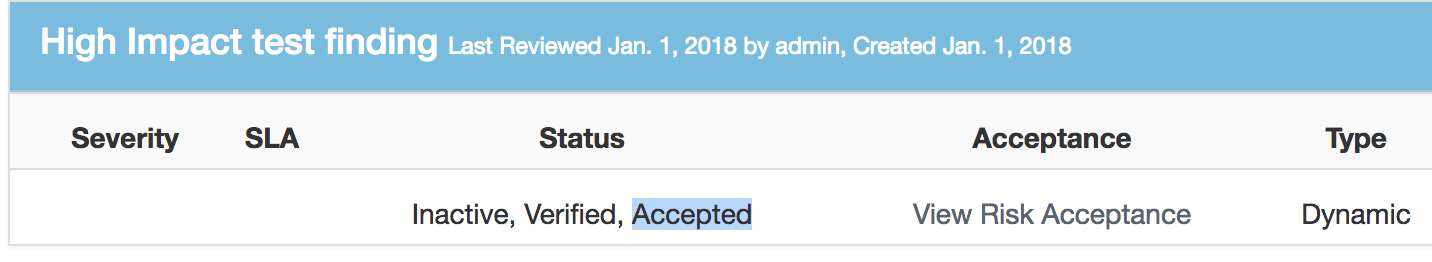 High Impact test finding Last Reviewed Jan. 1, 2018 by admin, Created Jan. 1, 2018
Severity SLA Status Acceptance Type
Inactive, Verified, Accepted View Risk Acceptance Dynamic